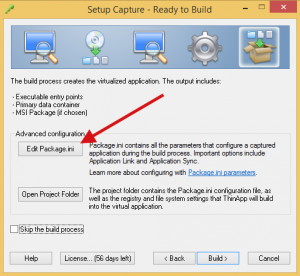 Setup Capture - Ready to Build
The build process creates the virtualized application. The output includes:
- Executable entry points
- Primary data container
- MSI Package (if chosen)
Advanced configuration
Edit Package.ini
Package.ini contains all the parameters that configure a captured
application during the build process. Important options include
Application Link and Application Sync.
Learn more about configuring with Package.ini parameters.
Open Project Folder
The project folder contains the Package.ini configuration file, as
well as the registry and file system settings that ThinApp will build
into the virtual application.
Skip the build process
Help
License... (56 days left)
< Back
Build >
Cancel